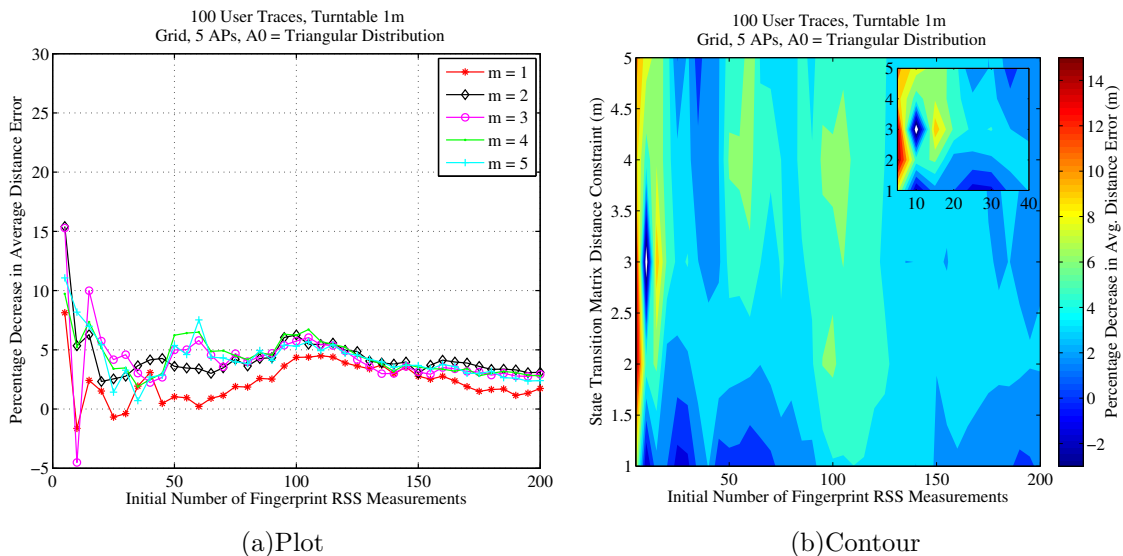 100 User Traces, Turntable 1m
Grid, 5 APs, A0 = Triangular Distribution
30
25
20
15
10
5
0
−5
0
50
100
150
200
Percentage Decrease in Average Distance Error
Initial Number of Fingerprint RSS Measurements
m = 1
m = 2
m = 3
m = 4
m = 5
(a)Plot
100 User Traces, Turntable 1m
Grid, 5 APs, A0 = Triangular Distribution
5
4.5
4
3.5
3
2.5
2
1.5
1
50
100
150
200
State Transition Matrix Distance Constraint (m)
Initial Number of Fingerprint RSS Measurements
5
4
3
2
1
10
20
30
40
14
12
10
8
6
4
2
0
−2
Percentage Decrease in Avg. Distance Error (m)
(b)Contour